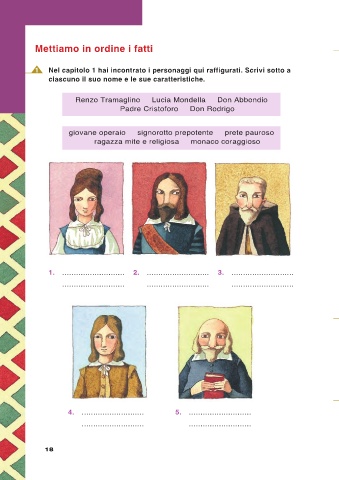 Mettiamo in ordine i fatti
1 Nel capitolo 1 hai incontrato i personaggi qui raffigurati. Scrivi sotto a
ciascuno il suo nome e le sue caratteristiche.
Renzo Tramaglino Lucia Mondella Don Abbondio
Padre Cristoforo Don Rodrigo
giovane operaio signorotto prepotente prete pauroso
ragazza mite e religiosa monaco coraggioso
1. ........................... 2. ........................... 3. ...........................
........................... ........................... ...........................
4. ........................... 5. ...........................
........................... ...........................
18